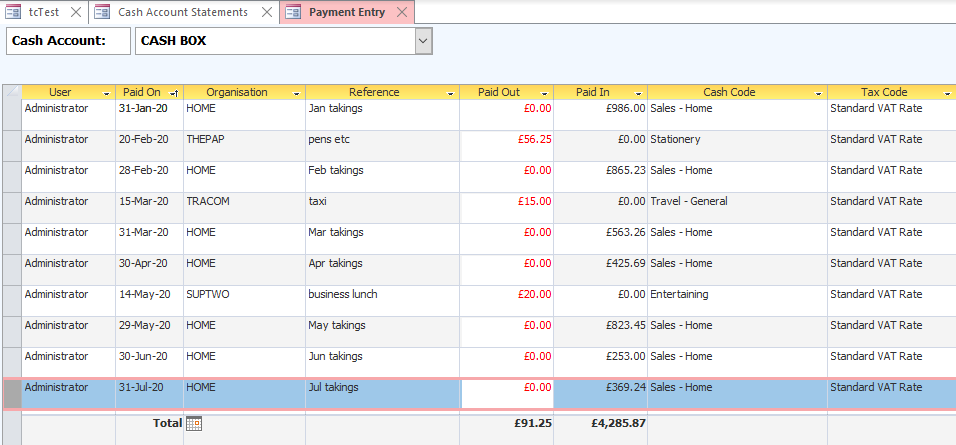 tcTest Cash Account Statements Payment Entry
Cash Account: CASH BOX
User Paid On Organisation Reference Paid Out Paid In Cash Code Tax Code
Administrator 31-Jan-20 HOME Jan takings £0.00 £986.00 Sales - Home Standard VAT Rate
Administrator 20-Feb-20 THEPAP pens etc £56.25 £0.00 Stationery Standard VAT Rate
Administrator 28-Feb-20 HOME Feb takings £0.00 £865.23 Sales - Home Standard VAT Rate
Administrator 15-Mar-20 TRACOM taxi £15.00 £0.00 Travel - General Standard VAT Rate
Administrator 31-Mar-20 HOME Mar takings £0.00 £563.26 Sales - Home Standard VAT Rate
Administrator 30-Apr-20 HOME Apr takings £0.00 £425.69 Sales - Home Standard VAT Rate
Administrator 14-May-20 SUPTWO business lunch £20.00 £0.00 Entertaining Standard VAT Rate
Administrator 29-May-20 HOME May takings £0.00 £823.45 Sales - Home Standard VAT Rate
Administrator 30-Jun-20 HOME Jun takings £0.00 £253.00 Sales - Home Standard VAT Rate
Administrator 31-Jul-20 HOME Jul takings £0.00 £369.24 Sales - Home Standard VAT Rate
Total £91.25 £4,285.87